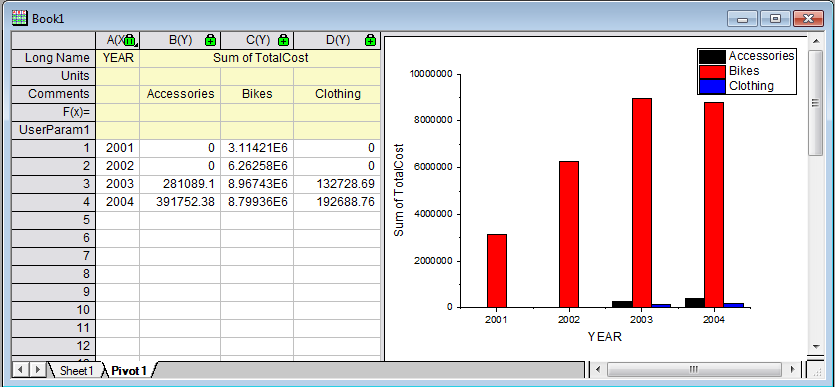 Book1
A(X) B(Y) C(Y) D(Y)
Long Name YEAR Sum of TotalCost
Units
Comments Accessories Bikes Clothing
F(x)=
UserParam1
1 2001 0 3.11421E6 0
2 2002 0 6.26258E6 0
3 2003 281089.1 8.96743E6 132728.69
4 2004 391752.38 8.79936E6 192688.76
5
6
7
8
9
10
11
12
Sheet1 Pivot1
Accessories
Bikes
Clothing
10000000
8000000
6000000
4000000
2000000
0
Sum of TotalCost
2001 2002 2003 2004
YEAR